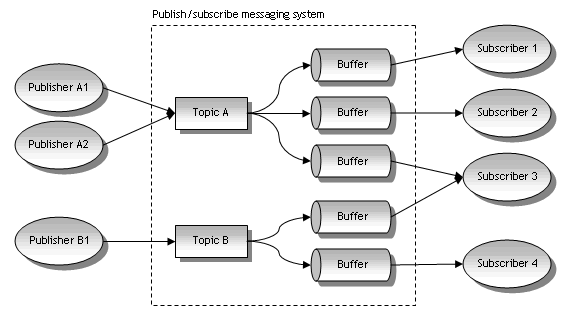 Publish/subscribe messaging system
Publisher A1
Publisher A2
Publisher B1
Topic A
Topic B
Buffer
Buffer
Buffer
Buffer
Buffer
Subscriber 1
Subscriber 2
Subscriber 3
Subscriber 4